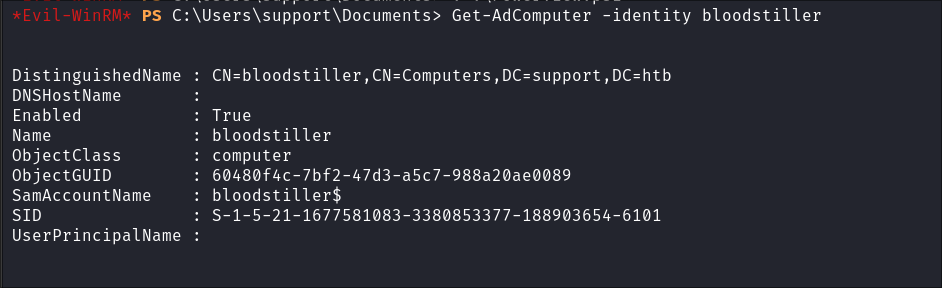 *Evil-WinRM* PS C:\Users\support\Documents> Get-AdComputer -identity bloodstiller
DistinguishedName : CN=bloodstiller,CN=Computers,DC=support,DC=htb
DNSHostName       :
Enabled           : True
Name              : bloodstiller
ObjectClass       : computer
ObjectGUID        : 60480f4c-7bf2-47d3-a5c7-988a20ae0089
SamAccountName    : bloodstiller$
SID               : S-1-5-21-1677581083-3380853377-188903654-6101
UserPrincipalName :